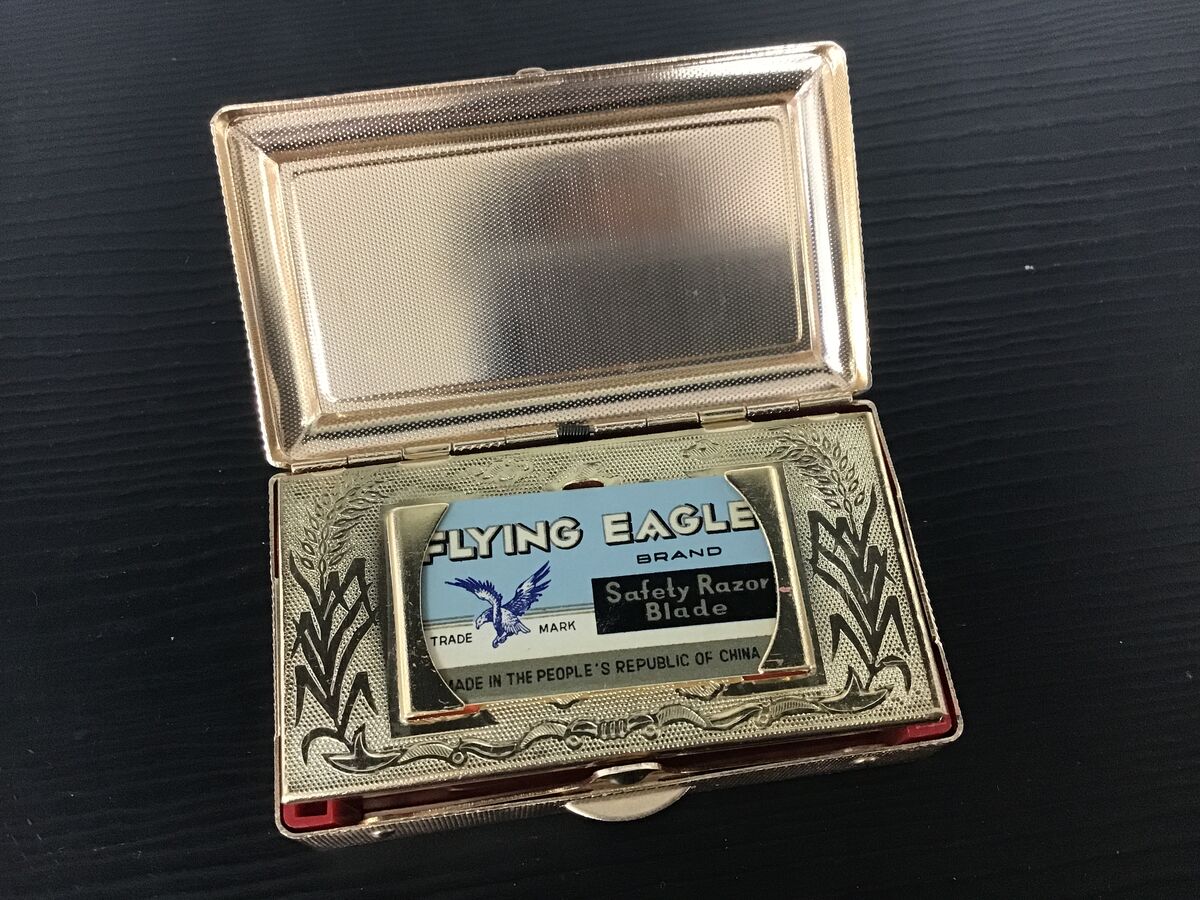 FLYING EAGLE
BRAND
Safety Razor
Blade
TRADE MARK
MADE IN THE PEOPLE'S REPUBLIC OF CHINA